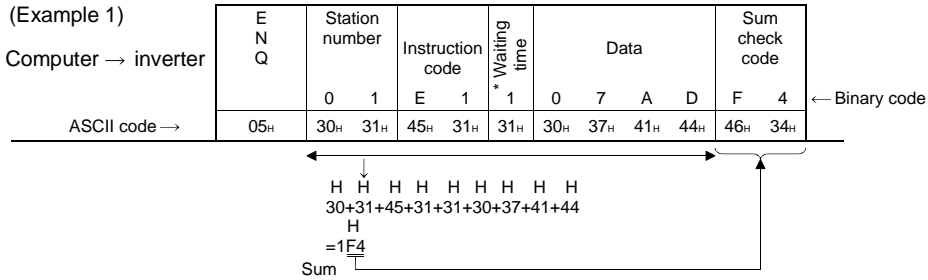 (Example 1)
Computer → inverter
E
N
Q
Station
number
Instruction
code
* Waiting
time
Data
Sum
check
code
0 1 E 1 1 0 7 A D F 4 ← Binary code
ASCII code → 05H 30H 31H 45H 31H 31H 30H 37H 41H 44H 46H 34H
H H H H H H H H H
30+31+45+31+31+30+37+41+44
H
=1F4
Sum